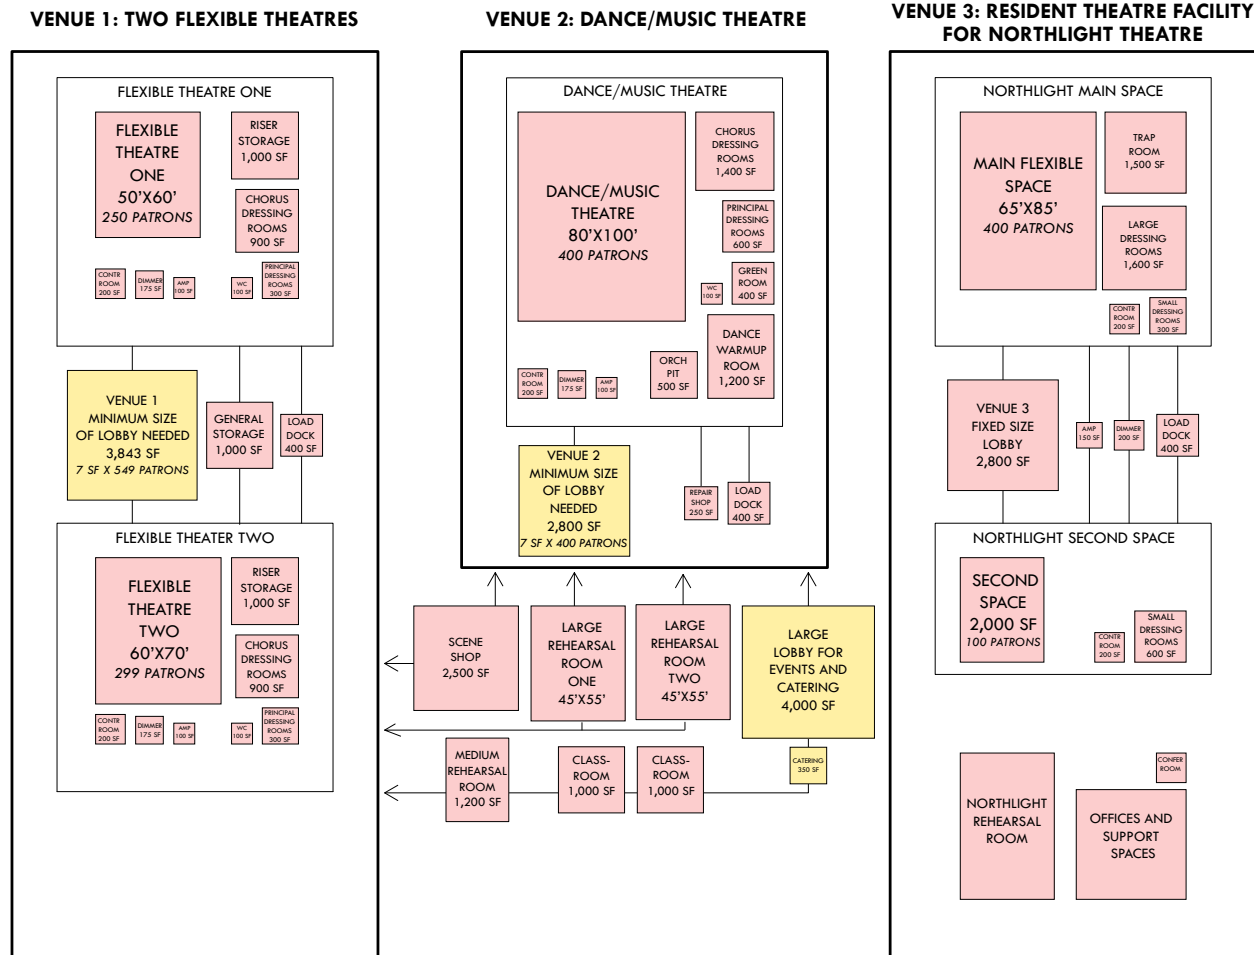 VENUE 1: TWO FLEXIBLE THEATRES
FLEXIBLE THEATRE ONE
FLEXIBLE
THEATRE
ONE
50'X60'
250 PATRONS
RISER
STORAGE
1,000 SF
CHORUS
DRESSING
ROOMS
900 SF
CONTR
ROOM
200 SF
DIMMER
175 SF
AMP
100 SF
WC
100 SF
PRINCIPAL
DRESSING
ROOMS
300 SF
VENUE 1
MINIMUM SIZE
OF LOBBY NEEDED
3,843 SF
7 SF X 549 PATRONS
GENERAL
STORAGE
1,000 SF
LOAD
DOCK
400 SF
FLEXIBLE THEATER TWO
FLEXIBLE
THEATRE
TWO
60'X70'
299 PATRONS
RISER
STORAGE
1,000 SF
CHORUS
DRESSING
ROOMS
900 SF
CONTR
ROOM
200 SF
DIMMER
175 SF
AMP
100 SF
WC
100 SF
PRINCIPAL
DRESSING
ROOMS
300 SF
VENUE 2: DANCE/MUSIC THEATRE
DANCE/MUSIC THEATRE
DANCE/MUSIC
THEATRE
80'X100'
400 PATRONS
CHORUS
DRESSING
ROOMS
1,400 SF
PRINCIPAL
DRESSING
ROOMS
600 SF
WC
100 SF
GREEN
ROOM
400 SF
CONTR
ROOM
200 SF
DIMMER
175 SF
AMP
100 SF
ORCH
PIT
500 SF
DANCE
WARMUP
ROOM
1,200 SF
VENUE 2
MINIMUM SIZE
OF LOBBY
NEEDED
2,800 SF
7 SF X 400 PATRONS
REPAIR
SHOP
250 SF
LOAD
DOCK
400 SF
SCENE
SHOP
2,500 SF
LARGE
REHEARSAL
ROOM
ONE
45'X55'
LARGE
REHEARSAL
ROOM
TWO
45'X55'
LARGE
LOBBY FOR
EVENTS AND
CATERING
4,000 SF
MEDIUM
REHEARSAL
ROOM
1,200 SF
CLASS-
ROOM
1,000 SF
CLASS-
ROOM
1,000 SF
CATERING
350 SF
VENUE 3: RESIDENT THEATRE FACILITY
FOR NORTHLIGHT THEATRE
NORTHLIGHT MAIN SPACE
MAIN FLEXIBLE
SPACE
65'X85'
400 PATRONS
TRAP
ROOM
1,500 SF
LARGE
DRESSING
ROOMS
1,600 SF
CONTR
ROOM
200 SF
SMALL
DRESSING
ROOMS
300 SF
VENUE 3
FIXED SIZE
LOBBY
2,800 SF
AMP
150 SF
DIMMER
200 SF
LOAD
DOCK
400 SF
NORTHLIGHT SECOND SPACE
SECOND
SPACE
2,000 SF
100 PATRONS
CONTR
ROOM
200 SF
SMALL
DRESSING
ROOMS
600 SF
NORTHLIGHT
REHEARSAL
ROOM
CONFER
ROOM
OFFICES AND
SUPPORT
SPACES